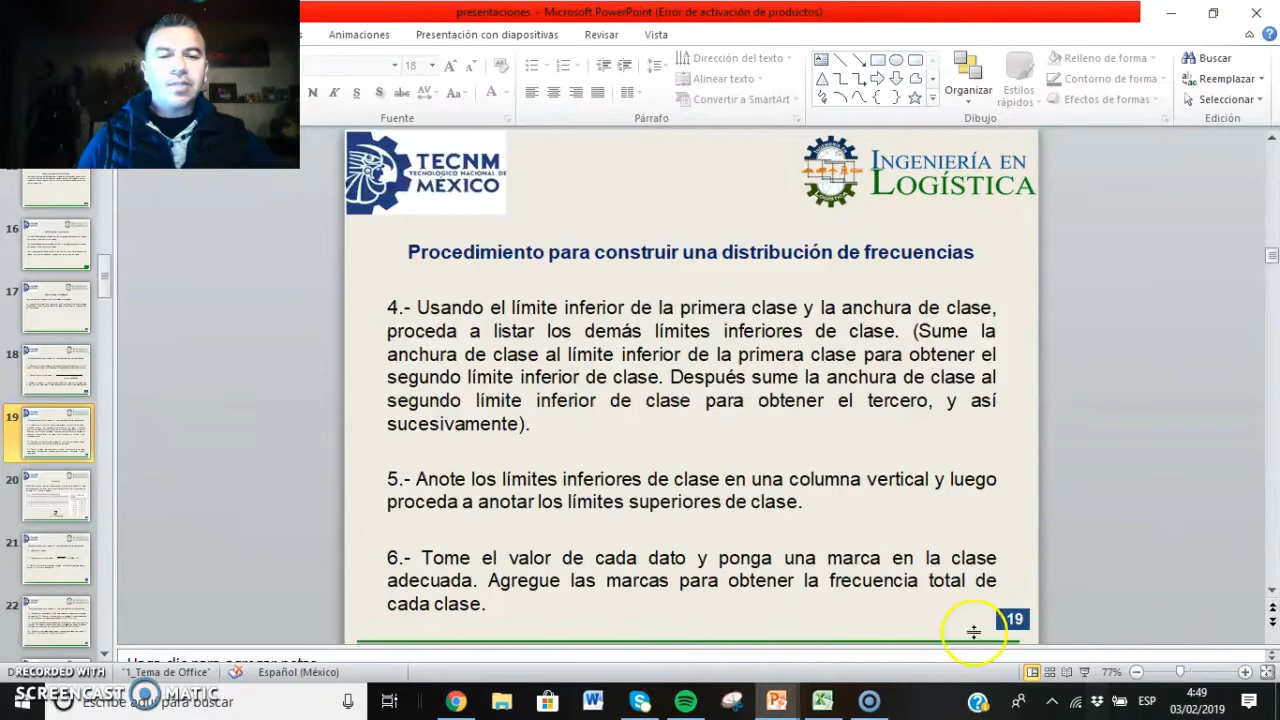 presentaciones - Microsoft PowerPoint (Error de activación de productos)
Animaciones Presentación con diapositivas Revisar Vista
18 A A Dirección del texto Relleno de forma Buscar
Alinear texto Contorno de forma Reemplazar
N K S S abc AV Aa A Convertir a SmartArt Organizar Estilos rápidos Efectos de formas Seleccionar
Fuente Párrafo Dibujo Edición
TECNM
TECNOLÓGICO NACIONAL DE
MÉXICO
INGENIERÍA EN
LOGÍSTICA
LOGÍSTICA
Procedimiento para construir una distribución de frecuencias
4.- Usando el límite inferior de la primera clase y la anchura de clase,
proceda a listar los demás límites inferiores de clase. (Sume la
anchura de clase al límite inferior de la primera clase para obtener el
segundo límite inferior de clase. Después sume la anchura de clase al
segundo límite inferior de clase para obtener el tercero, y así
sucesivamente).
5.- Anote los límites inferiores de clase en una columna vertical y luego
proceda a anotar los límites superiores de clase.
6.- Tome el valor de cada dato y ponga una marca en la clase
adecuada. Agregue las marcas para obtener la frecuencia total de
cada clase.
19
16
17
18
19
20
21
22
"1_Tema de Office" Español (México) 77%
RECORDED WITH
SCREENCAST MATIC
Escribe aquí para buscar
ESP
4:49
03/02/2019